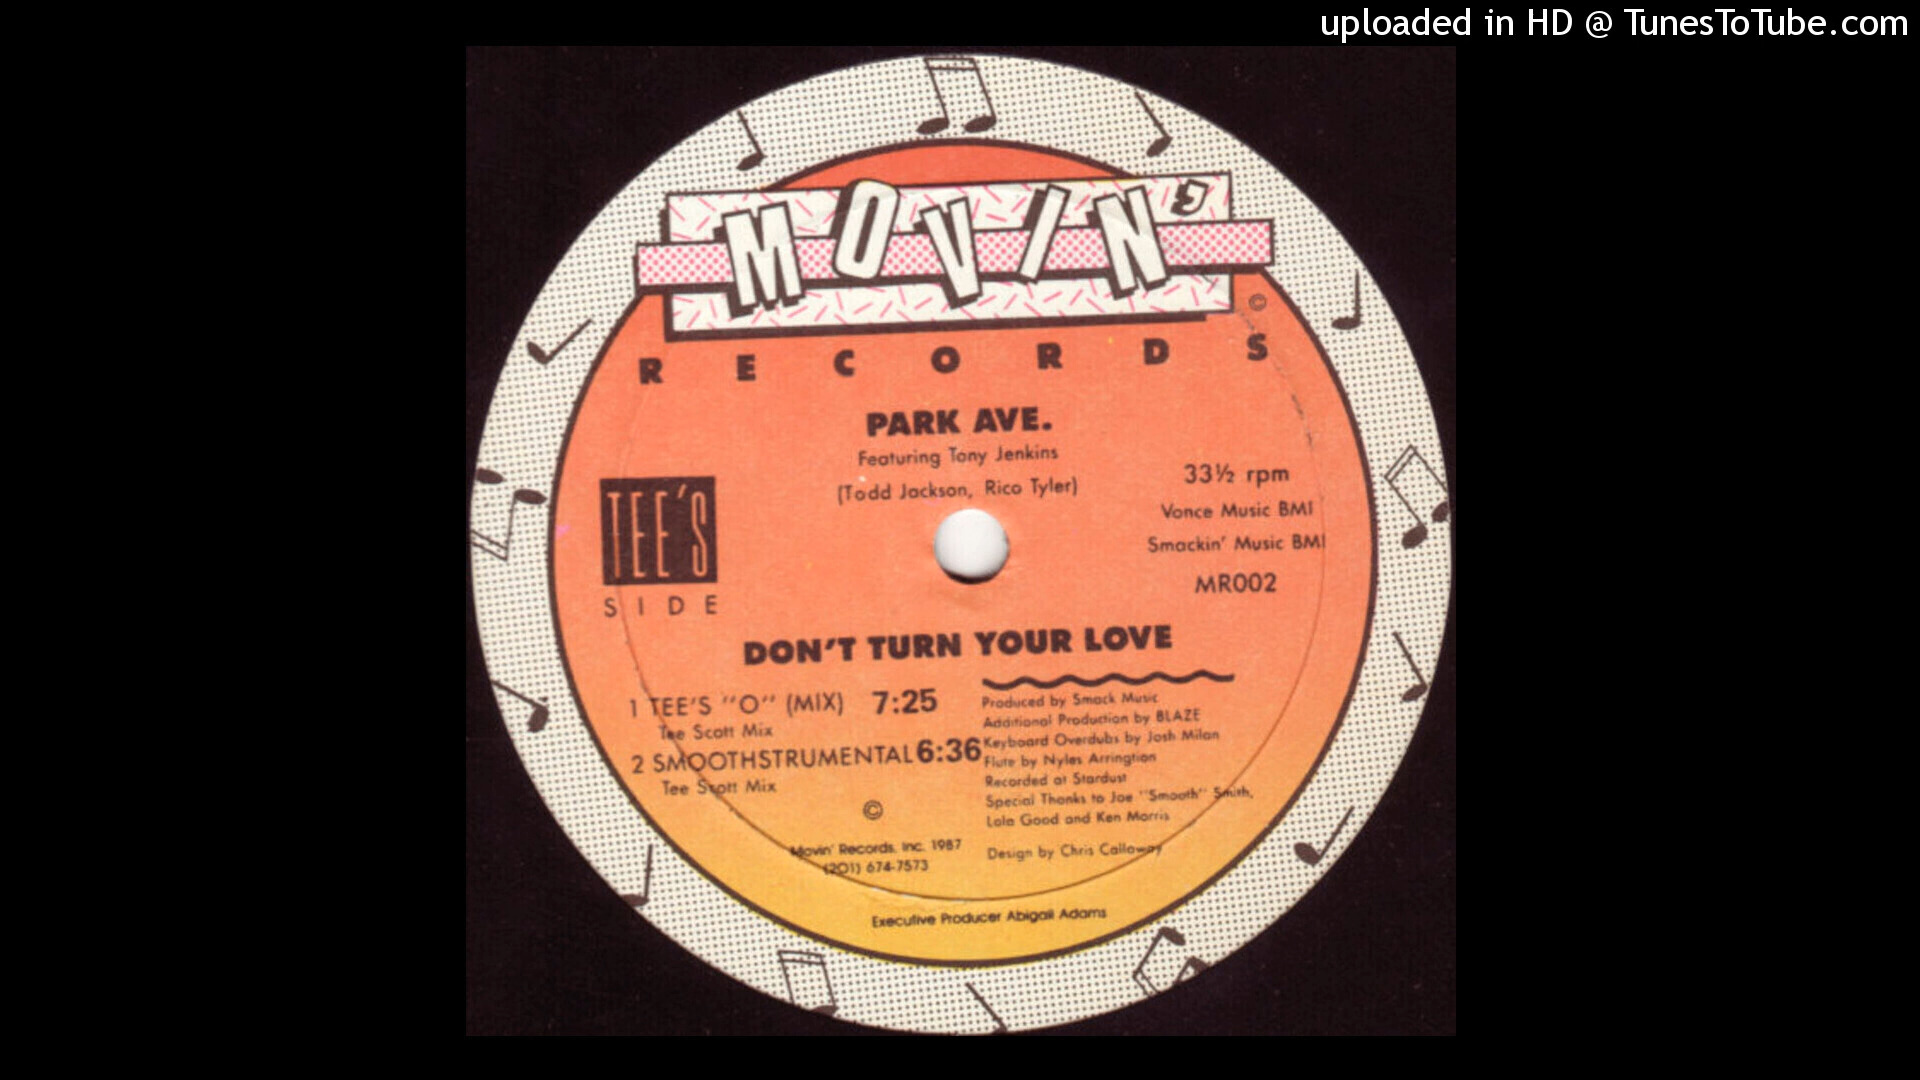 uploaded in HD @ TunesToTube.com
MOVIN'
©
RECORDS
PARK AVE.
Featuring Tony Jenkins
(Todd Jackson, Rico Tyler)
33⅓ rpm
Vonce Music BMI
Smackin' Music BMI
MR002
TEE'S
SIDE
DON'T TURN YOUR LOVE
1 TEE'S "O" (MIX) 7:25
Tee Scott Mix
2 SMOOTHSTRUMENTAL 6:36
Tee Scott Mix
Produced by Smack Music
Additional Production by BLAZE
Keyboard Overdubs by Josh Milan
Flute by Nyles Arrington
Recorded at Stardust
Special Thanks to Joe "Smooth" Smith,
Lola Good and Ken Morris
©
Movin' Records, Inc. 1987
(201) 674-7573
Design by Chris Calloway
Executive Producer Abigail Adams